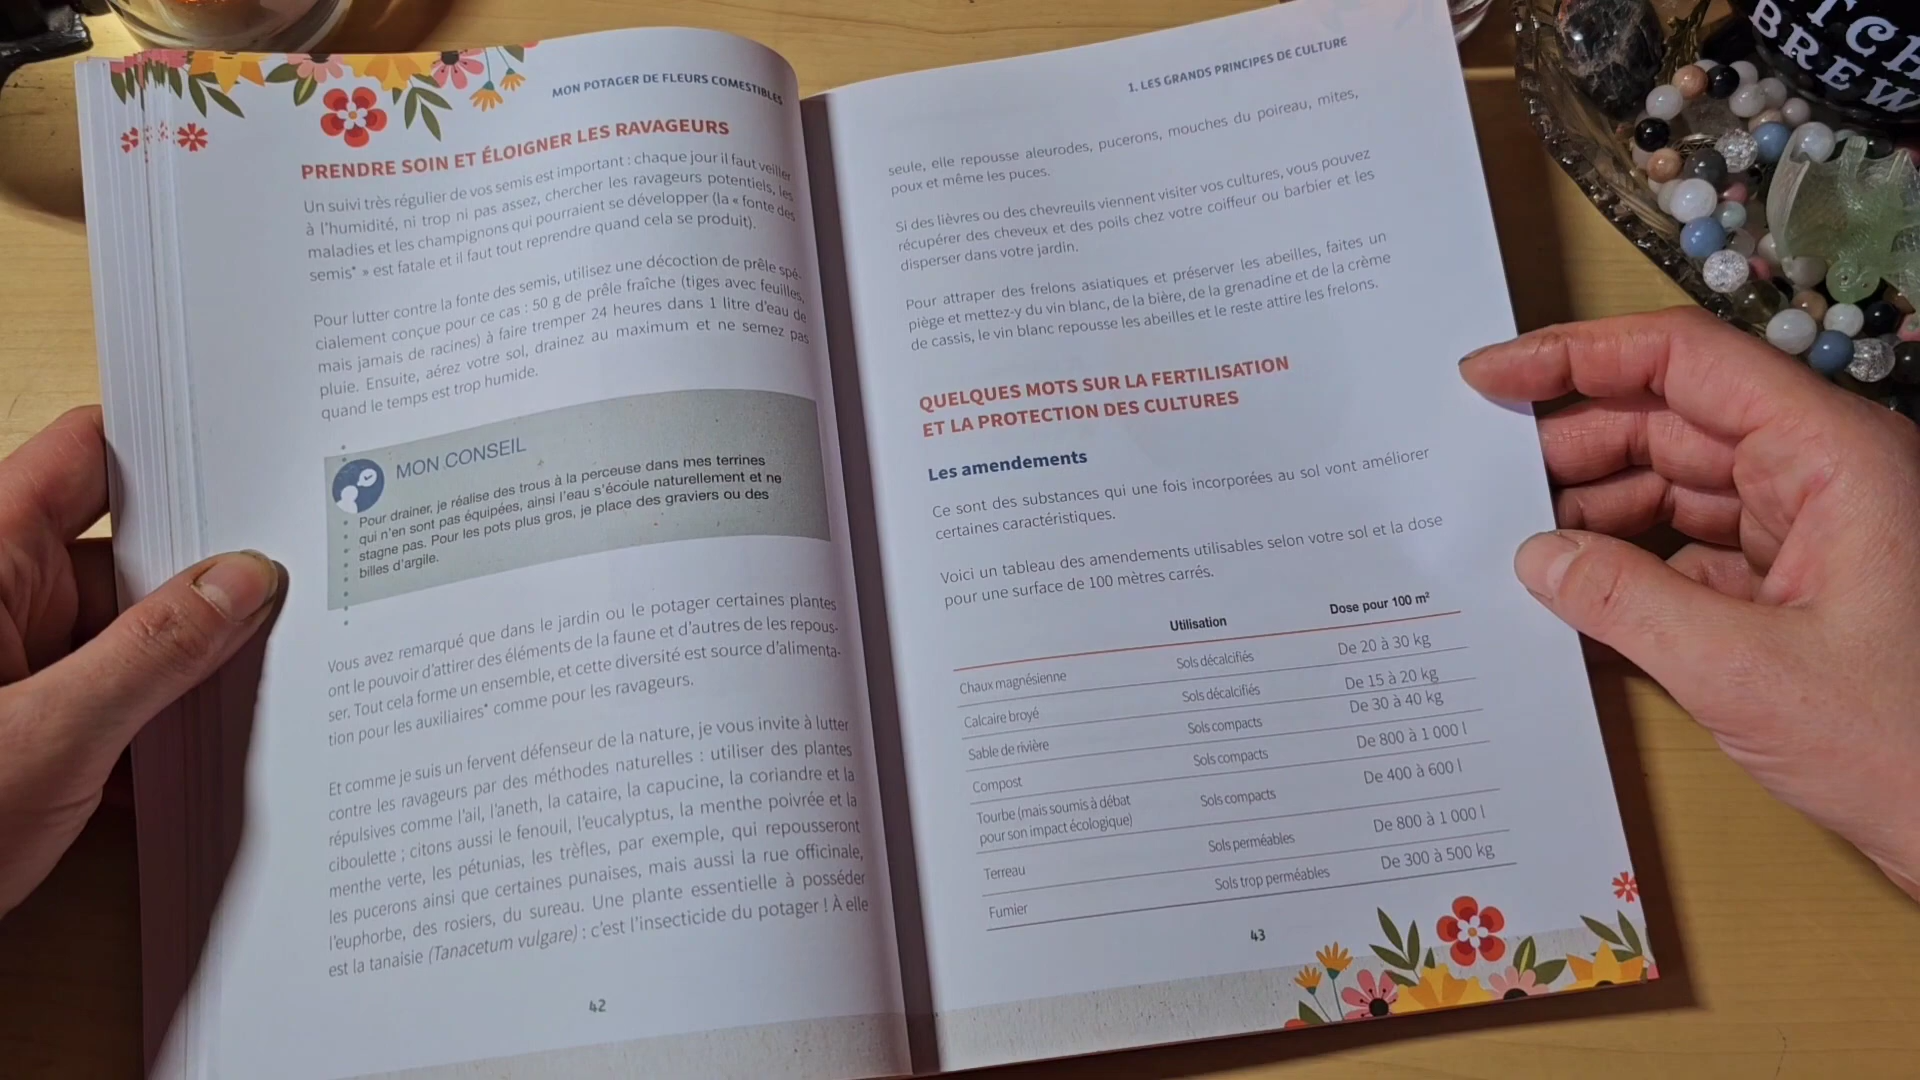 MON POTAGER DE FLEURS COMESTIBLES
PRENDRE SOIN ET ÉLOIGNER LES RAVAGEURS
Un suivi très régulier de vos semis est important : chaque jour il faut veiller
à l'humidité, ni trop ni pas assez, chercher les ravageurs potentiels, les
maladies et les champignons qui pourraient se développer (la « fonte des
semis* » est fatale et il faut tout reprendre quand cela se produit).
Pour lutter contre la fonte des semis, utilisez une décoction de prêle spé-
cialement conçue pour ce cas : 50 g de prêle fraîche (tiges avec feuilles,
mais jamais de racines) à faire tremper 24 heures dans 1 litre d'eau de
pluie. Ensuite, aérez votre sol, drainez au maximum et ne semez pas
quand le temps est trop humide.
MON CONSEIL
Pour drainer, je réalise des trous à la perceuse dans mes terrines
qui n'en sont pas équipées, ainsi l'eau s'écoule naturellement et ne
stagne pas. Pour les pots plus gros, je place des graviers ou des
billes d'argile.
Vous avez remarqué que dans le jardin ou le potager certaines plantes
ont le pouvoir d'attirer des éléments de la faune et d'autres de les repous-
ser. Tout cela forme un ensemble, et cette diversité est source d'alimenta-
tion pour les auxiliaires* comme pour les ravageurs.
Et comme je suis un fervent défenseur de la nature, je vous invite à lutter
contre les ravageurs par des méthodes naturelles : utiliser des plantes
répulsives comme l'ail, l'aneth, la cataire, la capucine, la coriandre et la
ciboulette ; citons aussi le fenouil, l'eucalyptus, la menthe poivrée et la
menthe verte, les pétunias, les trèfles, par exemple, qui repousseront
les pucerons ainsi que certaines punaises, mais aussi la rue officinale,
l'euphorbe, des rosiers, du sureau. Une plante essentielle à posséder
est la tanaisie (Tanacetum vulgare) : c'est l'insecticide du potager ! À elle
42
1. LES GRANDS PRINCIPES DE CULTURE
seule, elle repousse aleurodes, pucerons, mouches du poireau, mites,
poux et même les puces.
Si des lièvres ou des chevreuils viennent visiter vos cultures, vous pouvez
récupérer des cheveux et des poils chez votre coiffeur ou barbier et les
disperser dans votre jardin.
Pour attraper des frelons asiatiques et préserver les abeilles, faites un
piège et mettez-y du vin blanc, de la bière, de la grenadine et de la crème
de cassis, le vin blanc repousse les abeilles et le reste attire les frelons.
QUELQUES MOTS SUR LA FERTILISATION
ET LA PROTECTION DES CULTURES
Les amendements
Ce sont des substances qui une fois incorporées au sol vont améliorer
certaines caractéristiques.
Voici un tableau des amendements utilisables selon votre sol et la dose
pour une surface de 100 mètres carrés.
Utilisation Dose pour 100 m²
Chaux magnésienne Sols décalcifiés De 20 à 30 kg
Calcaire broyé Sols décalcifiés De 15 à 20 kg
Sable de rivière Sols compacts De 30 à 40 kg
Compost Sols compacts De 800 à 1 000 l
Tourbe (mais soumis à débat
pour son impact écologique) Sols compacts De 400 à 600 l
Terreau Sols perméables De 800 à 1 000 l
Fumier Sols trop perméables De 300 à 500 kg
43
BREW